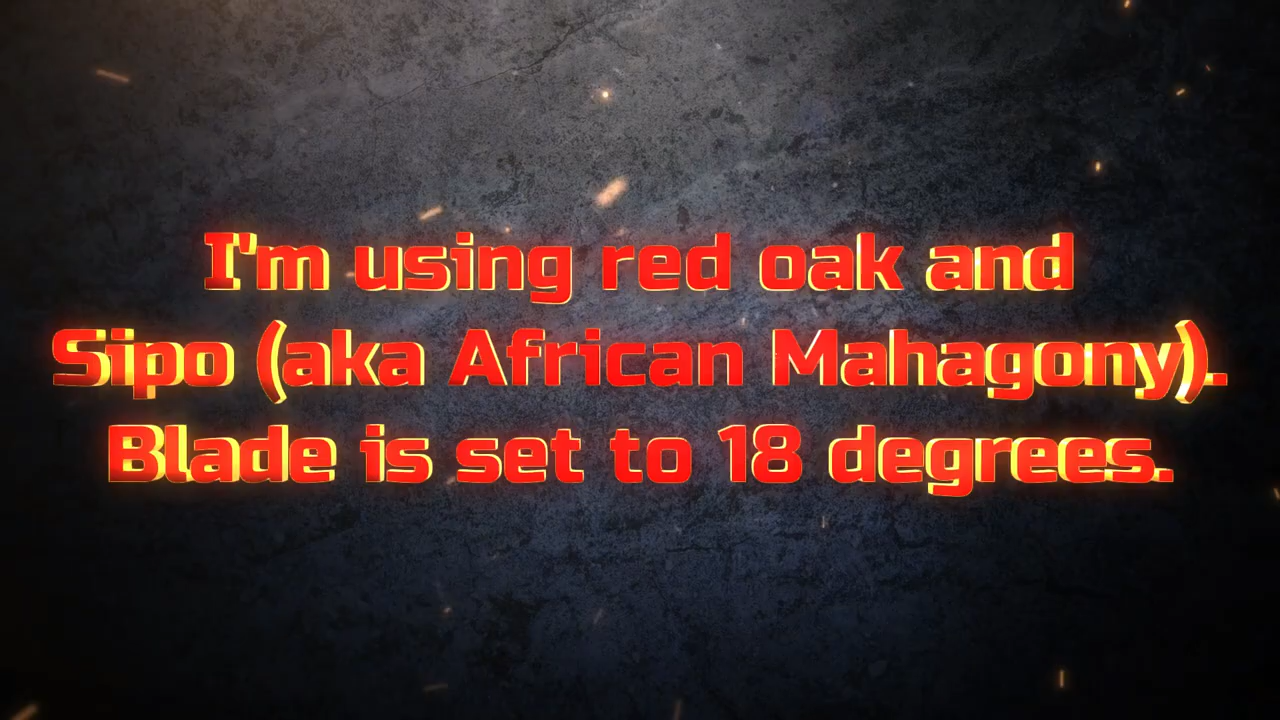 I'm using red oak and
Sipo (aka African Mahagony).
Blade is set to 18 degrees.